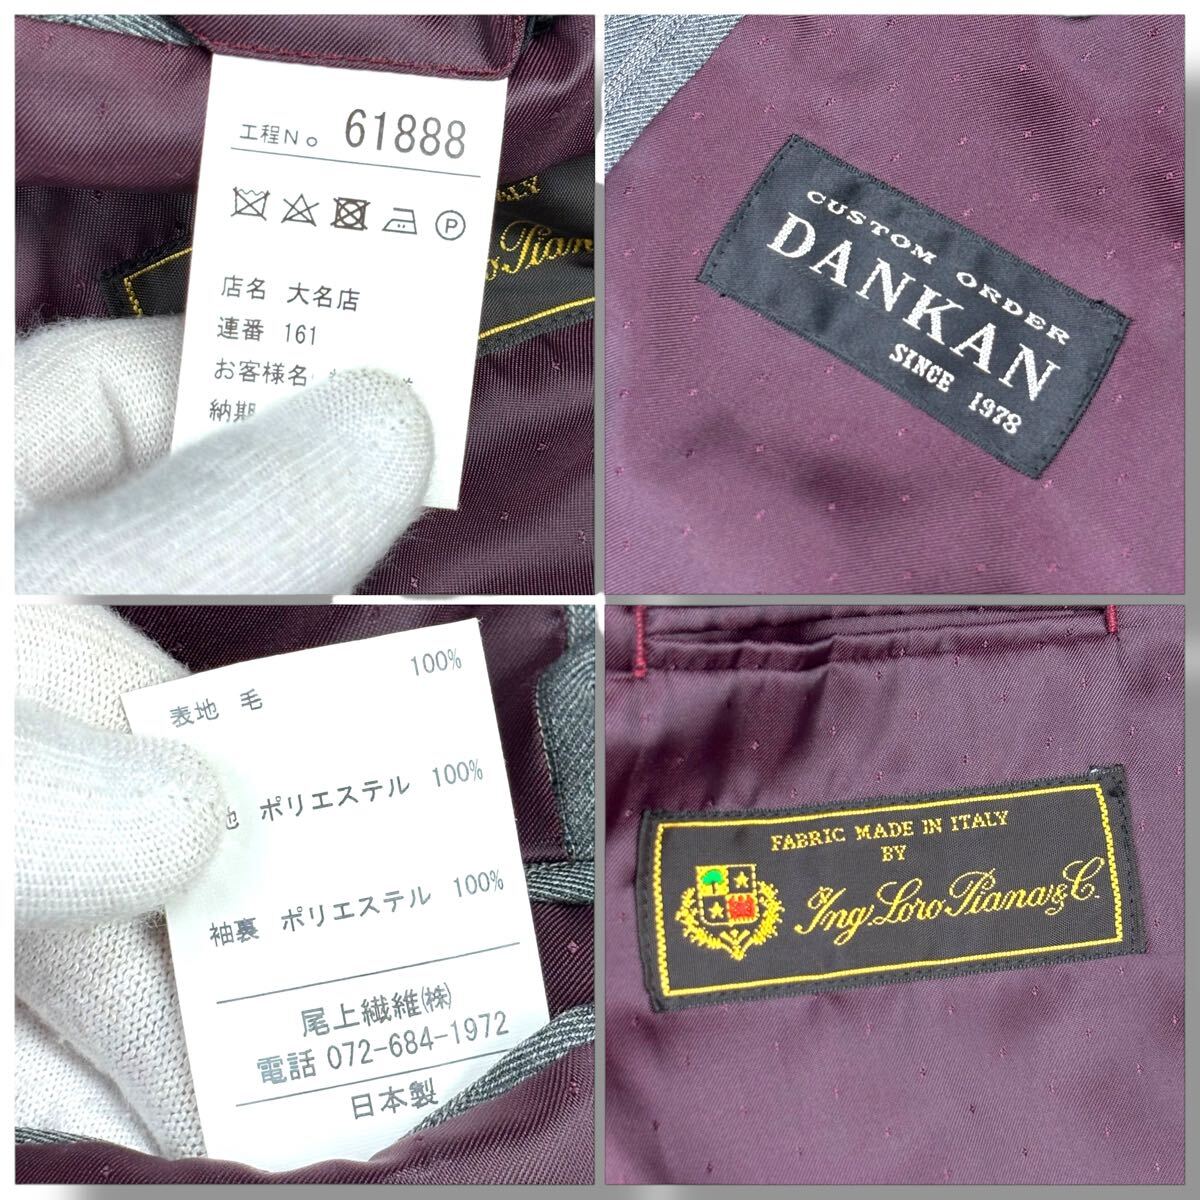 工程No 61888
店名 大名店
連番 161
お客様名
納期
CUSTOM ORDER
DANKAN
SINCE 1978
表地 毛 100%
地 ポリエステル 100%
袖裏 ポリエステル 100%
尾上繊維㈱
電話 072-684-1972
日本製
FABRIC MADE IN ITALY
BY
Ing Loro Piana & C.